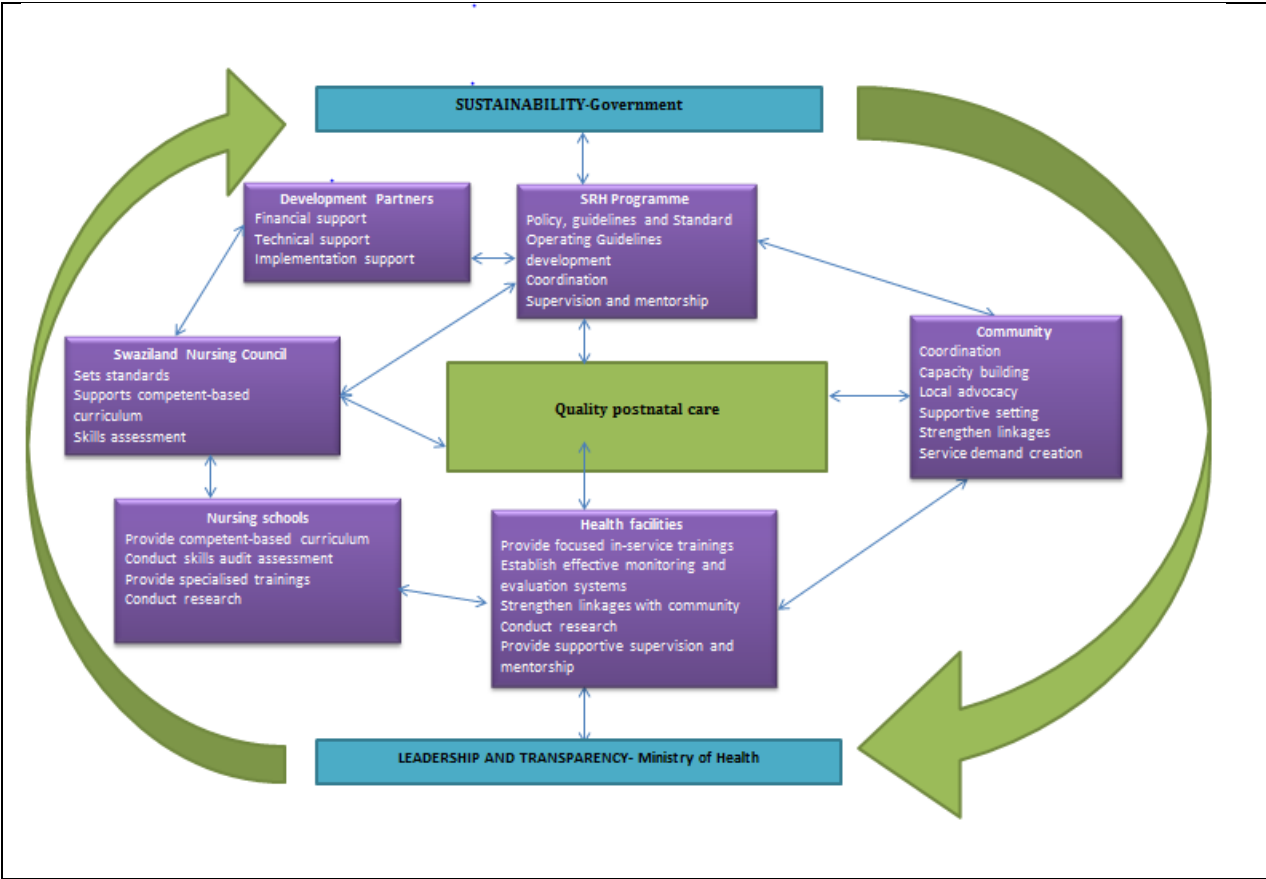 SUSTAINABILITY-Government
Development Partners
Financial support
Technical support
Implementation support
SRH Programme
Policy, guidelines and Standard
Operating Guidelines
development
Coordination
Supervision and mentorship
Swaziland Nursing Council
Sets standards
Supports competent-based
curriculum
Skills assessment
Quality postnatal care
Community
Coordination
Capacity building
Local advocacy
Supportive setting
Strengthen linkages
Service demand creation
Nursing schools
Provide competent-based curriculum
Conduct skills audit assessment
Provide specialised trainings
Conduct research
Health facilities
Provide focused in-service trainings
Establish effective monitoring and
evaluation systems
Strengthen linkages with community
Conduct research
Provide supportive supervision and
mentorship
LEADERSHIP AND TRANSPARENCY- Ministry of Health